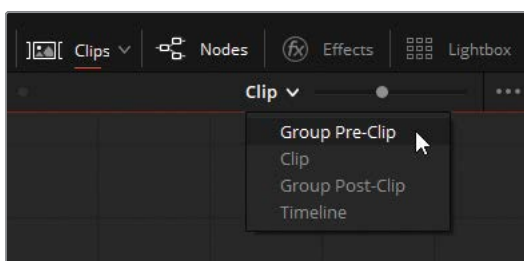 Clips Nodes Effects Lightbox
Clip
Group Pre-Clip
Clip
Group Post-Clip
Timeline